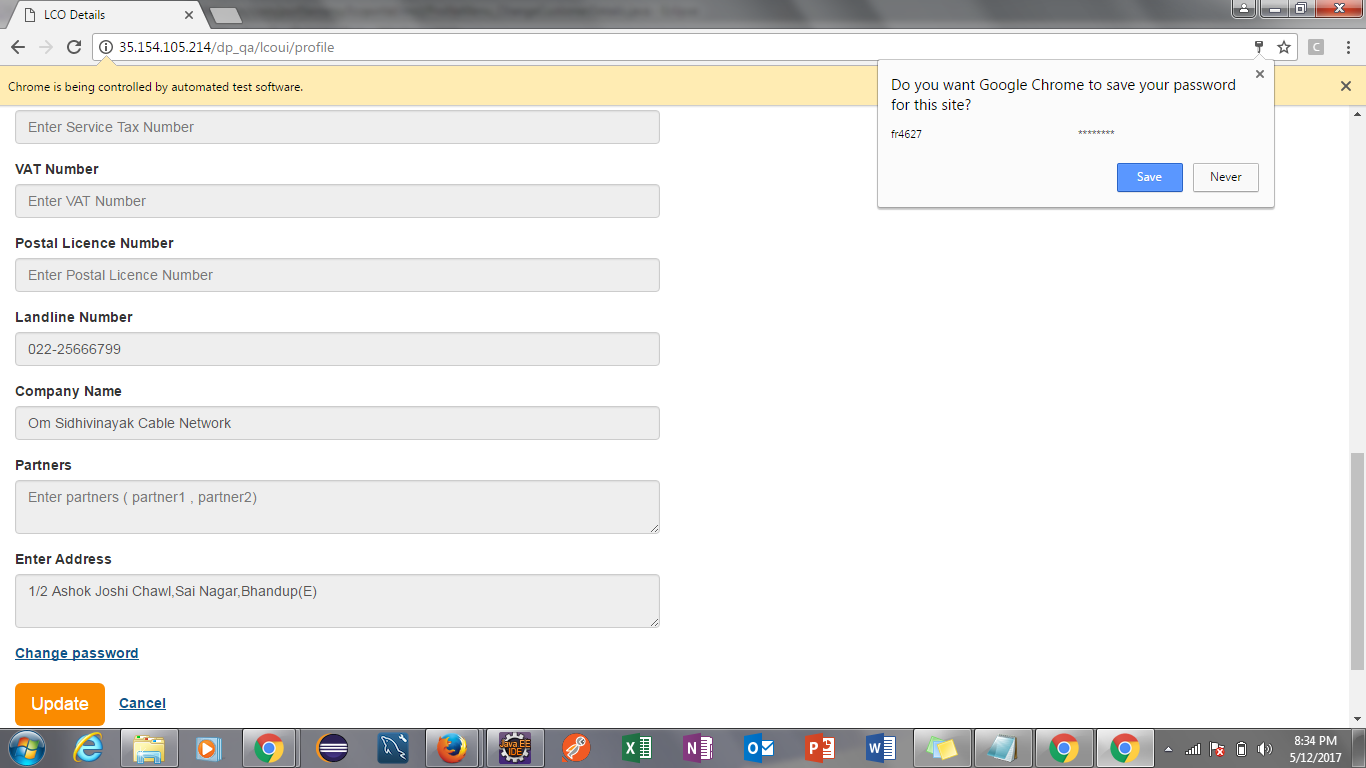 LCO Details
35.154.105.214/dp_qa/lcoui/profile
C
Chrome is being controlled by automated test software.
Do you want Google Chrome to save your password
for this site?
fr4627 ********
Save Never
Enter Service Tax Number
VAT Number
Enter VAT Number
Postal Licence Number
Enter Postal Licence Number
Landline Number
022-25666799
Company Name
Om Sidhivinayak Cable Network
Partners
Enter partners ( partner1 , partner2)
Enter Address
1/2 Ashok Joshi Chawl,Sai Nagar,Bhandup(E)
Change password
Update Cancel
Java EE
IDE
8:34 PM
5/12/2017